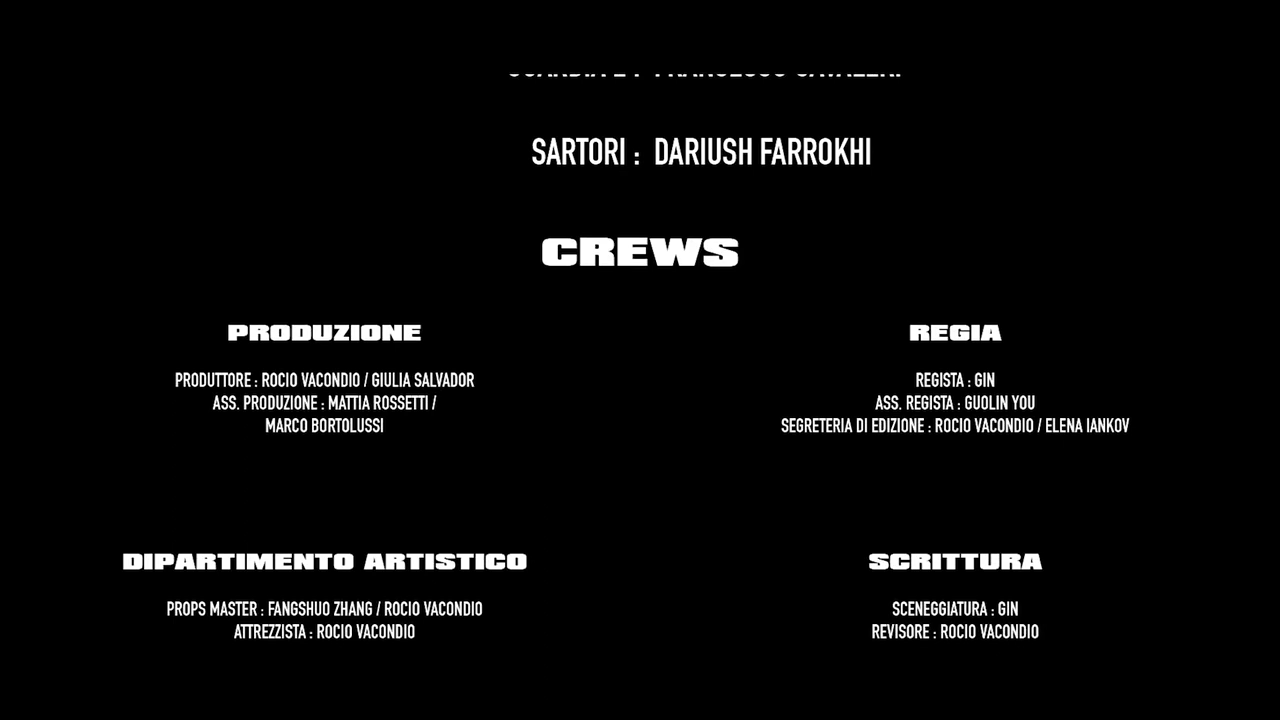 SARTORI : DARIUSH FARROKHI
CREWS
PRODUZIONE
PRODUTTORE : ROCIO VACONDIO / GIULIA SALVADOR
ASS. PRODUZIONE : MATTIA ROSSETTI /
MARCO BORTOLUSSI
REGIA
REGISTA : GIN
ASS. REGISTA : GUOLIN YOU
SEGRETERIA DI EDIZIONE : ROCIO VACONDIO / ELENA IANKOV
DIPARTIMENTO ARTISTICO
PROPS MASTER : FANGSHUO ZHANG / ROCIO VACONDIO
ATTREZZISTA : ROCIO VACONDIO
SCRITTURA
SCENEGGIATURA : GIN
REVISORE : ROCIO VACONDIO